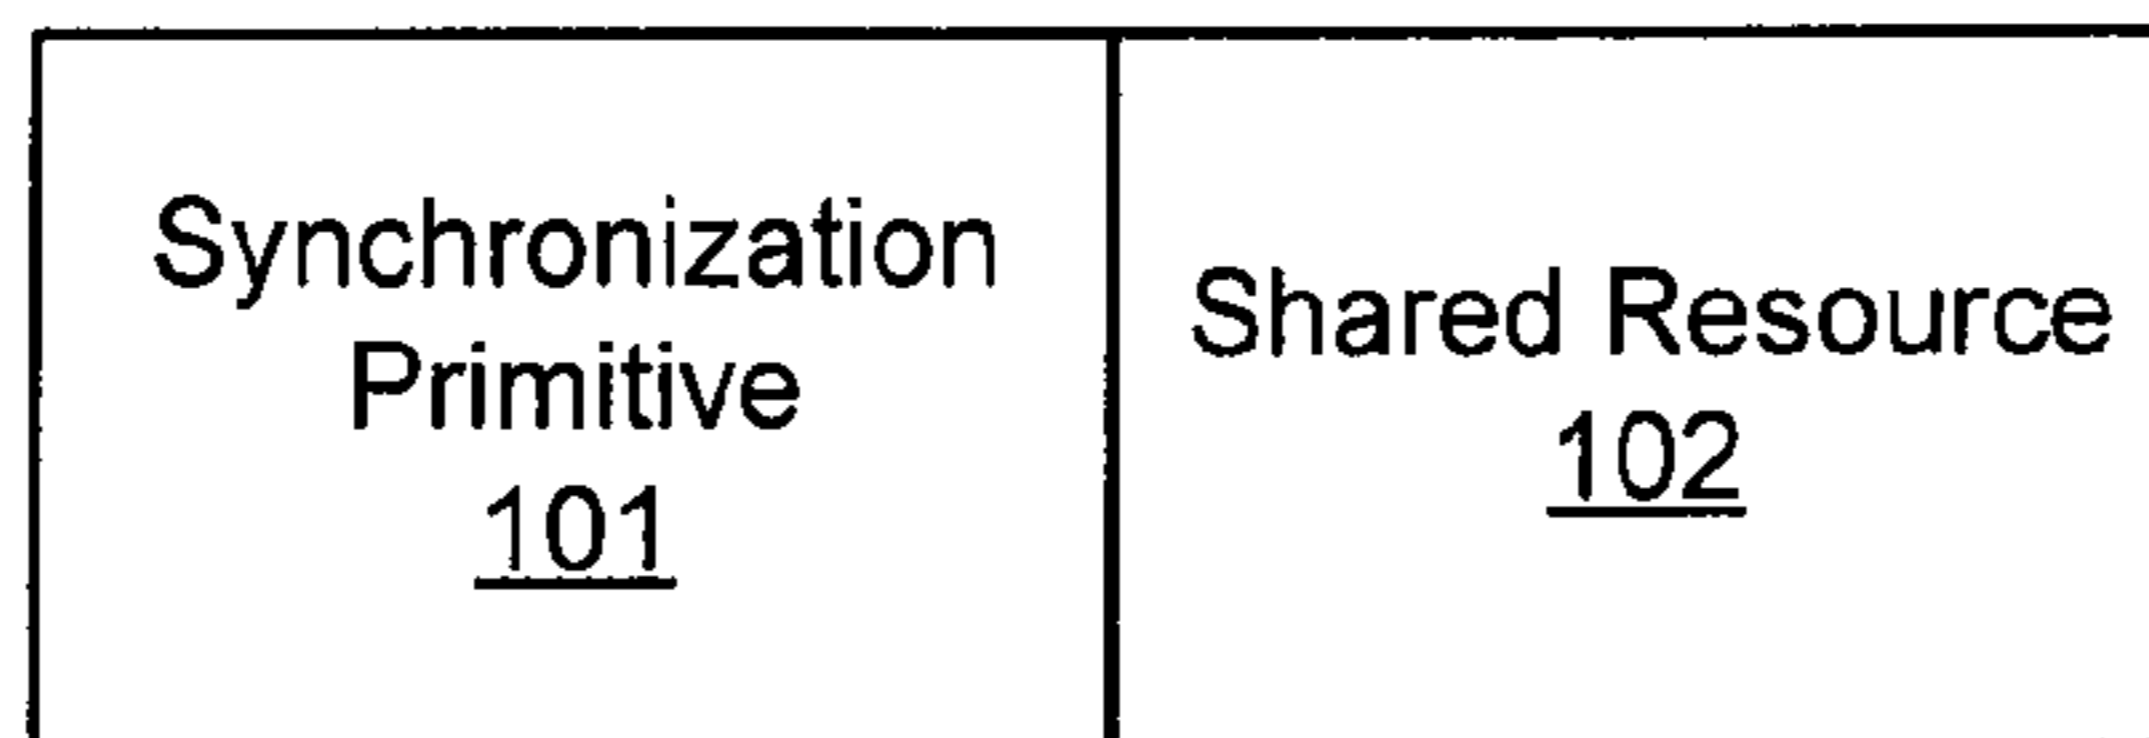 Synchronization
Primitive
101
Shared Resource
102